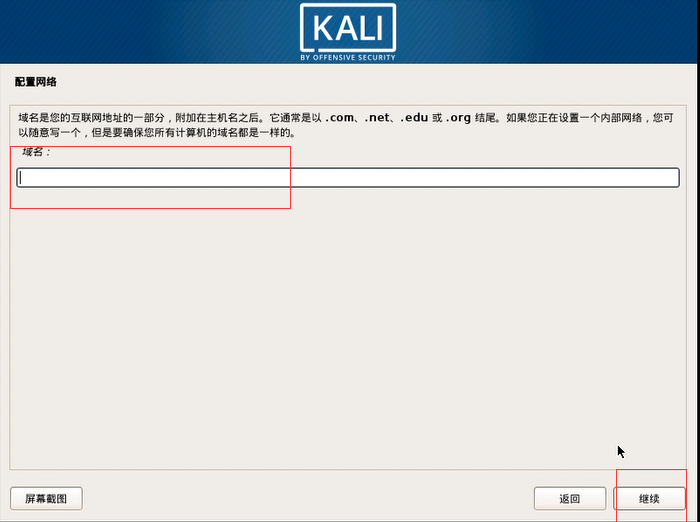 KALI
BY OFFENSIVE SECURITY
配置网络
域名是您的互联网地址的一部分，附加在主机名之后。它通常是以 .com、.net、.edu 或 .org 结尾。如果您正在设置一个内部网络，您可
以随意写一个，但是要确保您所有计算机的域名都是一样的。
域名：
屏幕截图
返回
继续